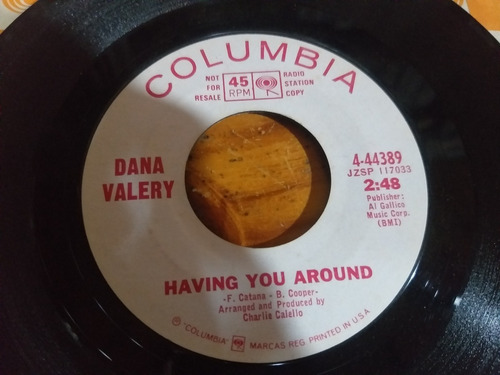 COLUMBIA
NOT FOR RESALE
45 RPM
RADIO STATION COPY
DANA VALERY
4-44389
JZSP 117033
2:48
Publisher:
Al Gallico
Music Corp.
(BMI)
HAVING YOU AROUND
-F. Catana - B. Cooper-
Arranged and Produced by
Charlie Calello
℗ "COLUMBIA" MARCAS REG. PRINTED IN U.S.A.